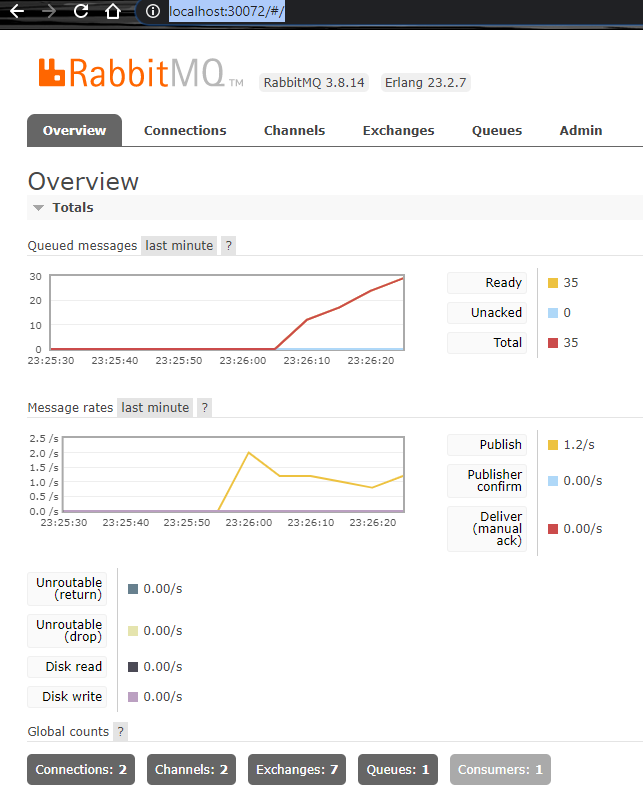 localhost:30072/#/
RabbitMQ TM RabbitMQ 3.8.14 Erlang 23.2.7
Overview Connections Channels Exchanges Queues Admin
Overview
Totals
Queued messages last minute ?
30
20
10
0
23:25:30 23:25:40 23:25:50 23:26:00 23:26:10 23:26:20
Ready 35
Unacked 0
Total 35
Message rates last minute ?
2.5 /s
2.0 /s
1.5 /s
1.0 /s
0.5 /s
0.0 /s
23:25:30 23:25:40 23:25:50 23:26:00 23:26:10 23:26:20
Publish 1.2/s
Publisher
confirm 0.00/s
Deliver
(manual 0.00/s
ack)
Unroutable
(return) 0.00/s
Unroutable
(drop) 0.00/s
Disk read 0.00/s
Disk write 0.00/s
Global counts ?
Connections: 2 Channels: 2 Exchanges: 7 Queues: 1 Consumers: 1